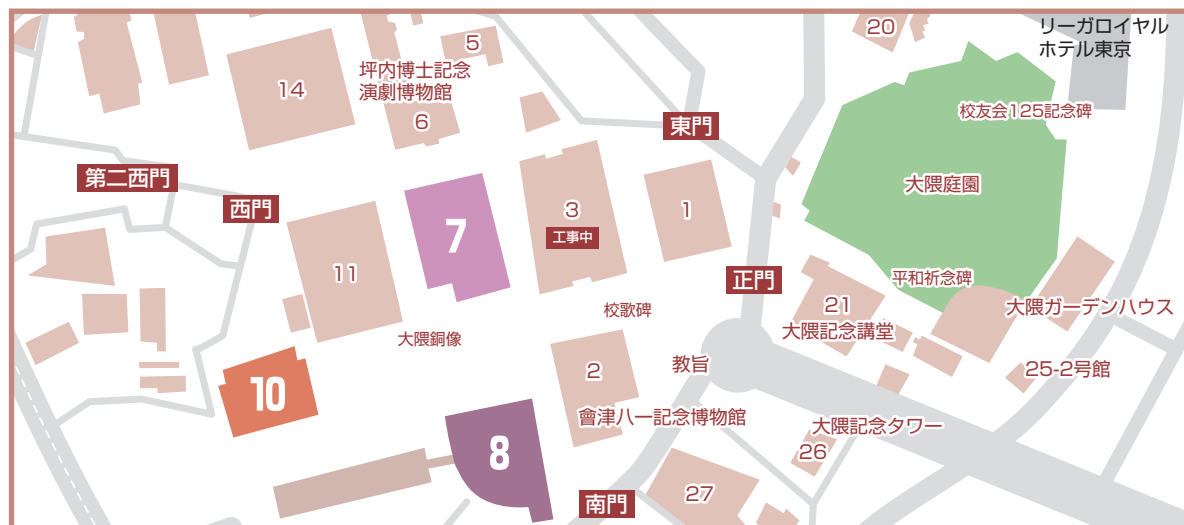 20
リーガロイヤル
ホテル東京
5
坪内博士記念
演劇博物館
14
6
校友会125記念碑
東門
第二西門
大隈庭園
西門
7
3
工事中
1
11
正門
平和祈念碑
21
大隈記念講堂
大隈ガーデンハウス
校歌碑
大隈銅像
2
教旨
25-2号館
10
會津八一記念博物館
大隈記念タワー
26
8
27
南門